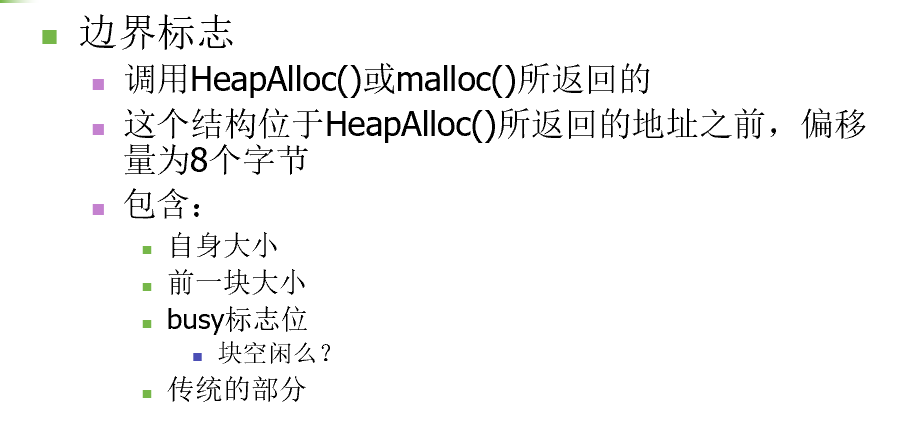 边界标志
调用HeapAlloc()或malloc()所返回的
这个结构位于HeapAlloc()所返回的地址之前，偏移
量为8个字节
包含：
自身大小
前一块大小
busy标志位
块空闲么？
传统的部分